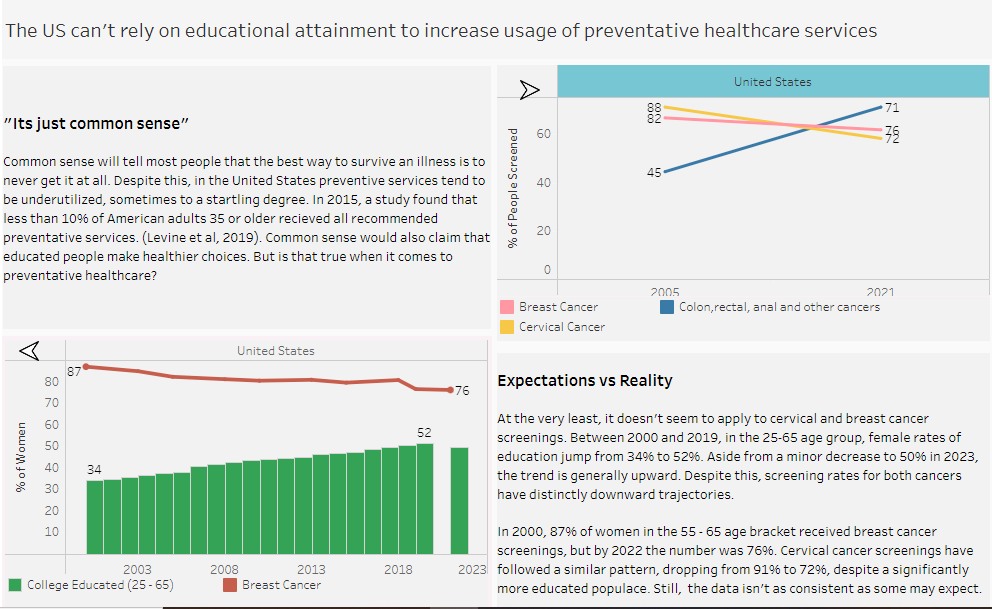 The US can't rely on educational attainment to increase usage of preventative healthcare services
"Its just common sense"
Common sense will tell most people that the best way to survive an illness is to
never get it at all. Despite this, in the United States preventive services tend to
be underutilized, sometimes to a startling degree. In 2015, a study found that
less than 10% of American adults 35 or older recieved all recommended
preventative services. (Levine et al, 2019). Common sense would also claim that
educated people make healthier choices. But is that true when it comes to
preventative healthcare?
United States
% of People Screened
60
40
20
0
88
82
45
71
76
72
2005
2021
Breast Cancer
Colon,rectal, anal and other cancers
Cervical Cancer
United States
% of Women
80
70
60
50
40
30
20
10
87
76
34
52
2003
2008
2013
2018
2023
College Educated (25 - 65)
Breast Cancer
Expectations vs Reality
At the very least, it doesn't seem to apply to cervical and breast cancer
screenings. Between 2000 and 2019, in the 25-65 age group, female rates of
education jump from 34% to 52%. Aside from a minor decrease to 50% in 2023,
the trend is generally upward. Despite this, screening rates for both cancers
have distinctly downward trajectories.
In 2000, 87% of women in the 55 - 65 age bracket received breast cancer
screenings, but by 2022 the number was 76%. Cervical cancer screenings have
followed a similar pattern, dropping from 91% to 72%, despite a significantly
more educated populace. Still, the data isn't as consistent as some may expect.